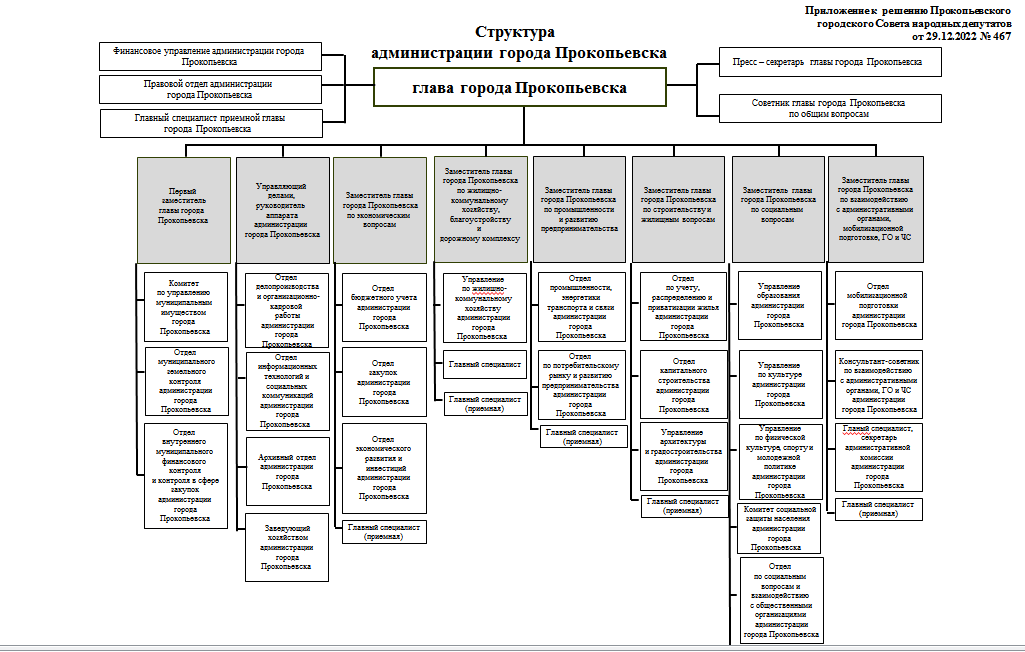 Приложение к решению Прокопьевского
городского Совета народных депутатов
от 29.12.2022 № 467
Структура
администрации города Прокопьевска
Финансовое управление администрации города
Прокопьевска
Правовой отдел администрации
города Прокопьевска
Главный специалист приемной главы
города Прокопьевска
глава города Прокопьевска
Пресс – секретарь главы города Прокопьевска
Советник главы города Прокопьевска
по общим вопросам
Первый
заместитель
главы города
Прокопьевска
Комитет
по управлению
муниципальным
имуществом
города
Прокопьевска
Отдел
муниципального
земельного
контроля
администрации
города
Прокопьевска
Отдел
внутреннего
муниципального
финансового
контроля
и контроля в сфере
закупок
администрации
города
Прокопьевска
Управляющий
делами,
руководитель
аппарата
администрации
города Прокопьевска
Отдел
делопроизводства
и организационно-
кадровой
работы
администрации
города
Прокопьевска
Отдел
информационных
технологий и
социальных
коммуникаций
администрации
города
Прокопьевска
Архивный отдел
администрации
города
Прокопьевска
Заведующий
хозяйством
администрации
города
Прокопьевска
Заместитель главы
города Прокопьевска
по экономическим
вопросам
Отдел
бюджетного учета
администрации
города
Прокопьевска
Отдел
закупок
администрации
города
Прокопьевска
Отдел
экономического
развития и
инвестиций
администрации
города
Прокопьевска
Главный специалист
(приемная)
Заместитель главы
города Прокопьевска
по жилищно-
коммунальному
хозяйству,
благоустройству
и
дорожному комплексу
Управление
по жилищно-
коммунальному
хозяйству
администрации
города
Прокопьевска
Главный специалист
Главный специалист
(приемная)
Заместитель главы
города Прокопьевска
по промышленности
и развитию
предпринимательства
Отдел
промышленности,
энергетики
транспорта и связи
администрации
города
Прокопьевска
Отдел
по потребительскому
рынку и развитию
предпринимательства
администрации
города
Прокопьевска
Главный специалист
(приемная)
Заместитель главы
города Прокопьевска
по строительству и
жилищным вопросам
Отдел
по учету,
распределению и
приватизации жилья
администрации
города
Прокопьевска
Отдел
капитального
строительства
администрации
города
Прокопьевска
Управление
архитектуры
и градостроительства
администрации
города
Прокопьевска
Главный специалист
(приемная)
Заместитель главы
города Прокопьевска
по социальным
вопросам
Управление
образования
администрации
города
Прокопьевска
Управление
по культуре
администрации
города
Прокопьевска
Управление
по физической
культуре, спорту и
молодежной
политике
администрации
города
Прокопьевска
Комитет социальной
защиты населения
администрации
города
Прокопьевска
Отдел
по социальным
вопросам и
взаимодействию
с общественными
организациями
администрации
города Прокопьевска
Заместитель главы
города Прокопьевска
по взаимодействию
с административными
органами,
мобилизационной
подготовке, ГО и ЧС
Отдел
мобилизационной
подготовки
администрации
города Прокопьевска
Консультант-советник
по взаимодействию
с административными
органами, ГО и ЧС
администрации
города Прокопьевска
Гланый специалист,
секретарь
административной
комиссии
администрации
города
Прокопьевска
Главный специалист
(приемная)